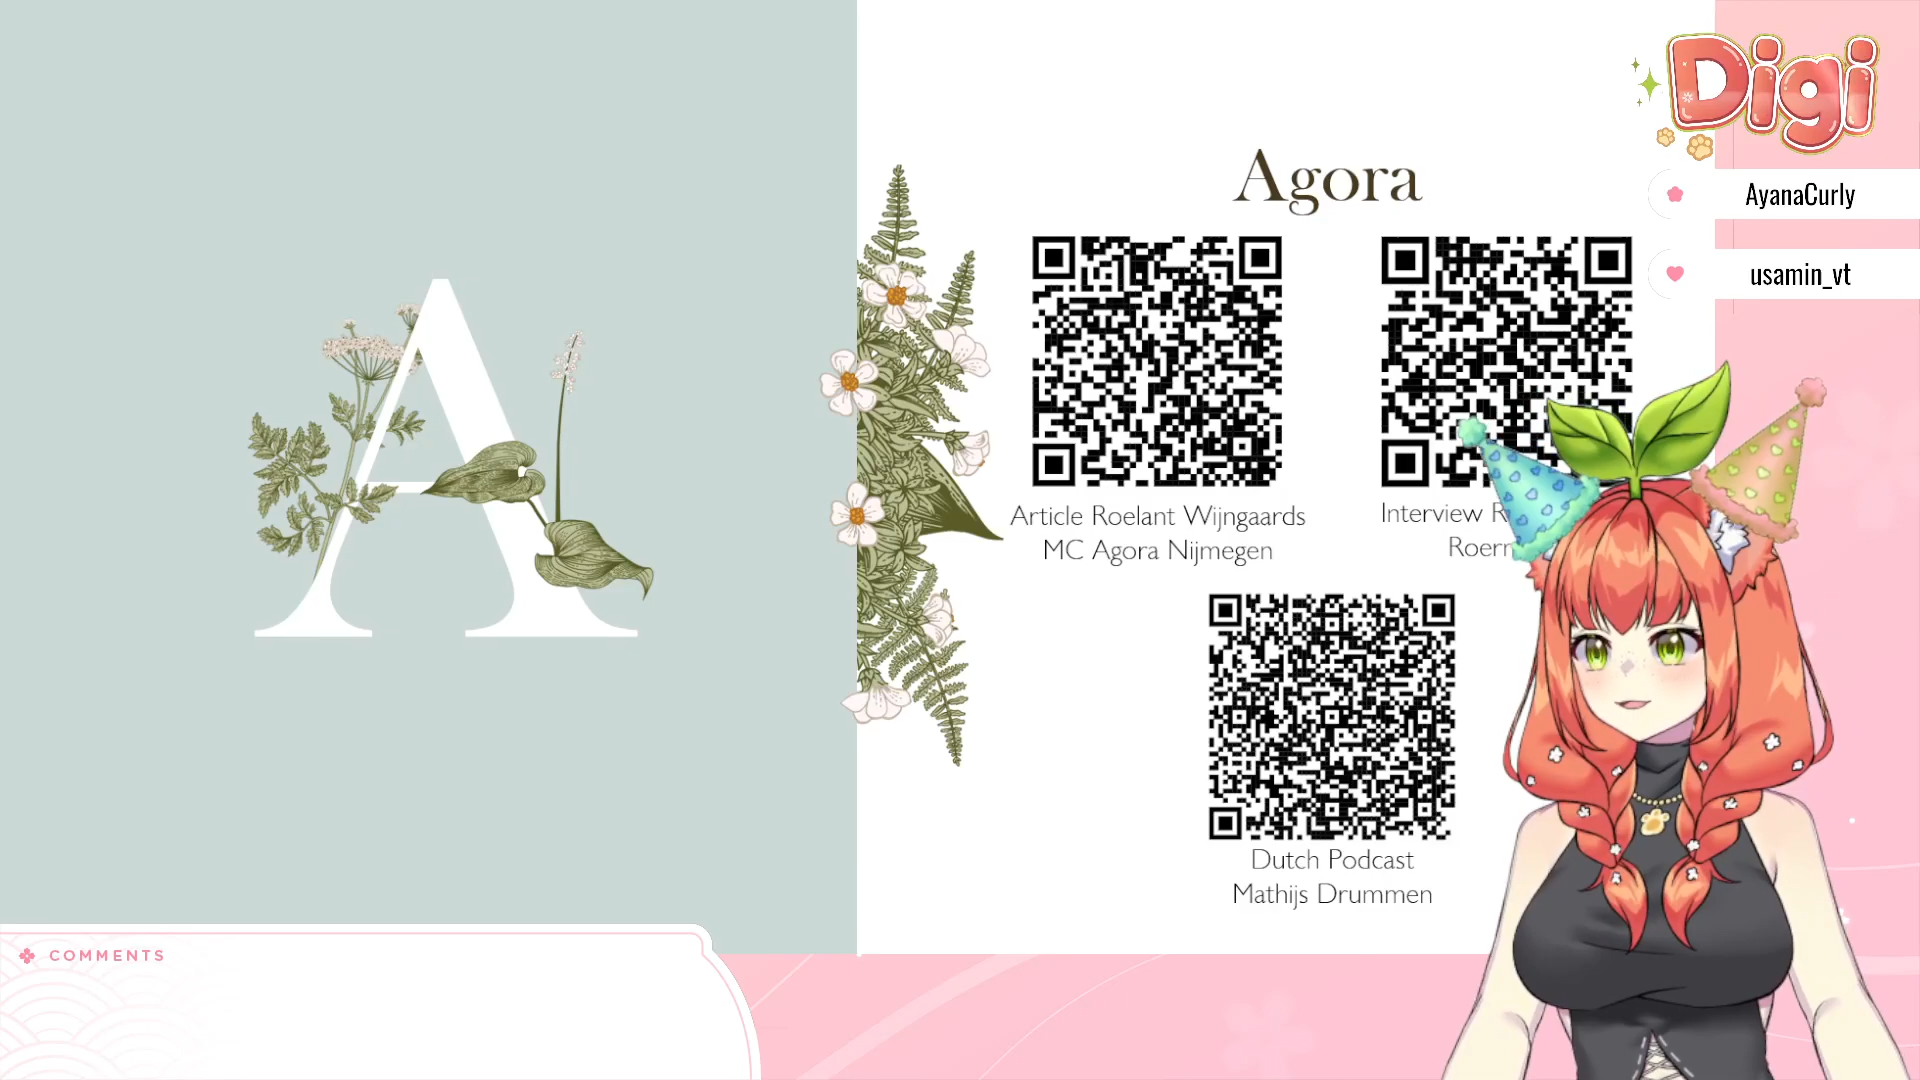 Digi
AyanaCurly
usamin_vt
A
Agora
Article Roelant Wijngaards
MC Agora Nijmegen
Interview
Dutch Podcast
Mathijs Drummen
COMMENTS